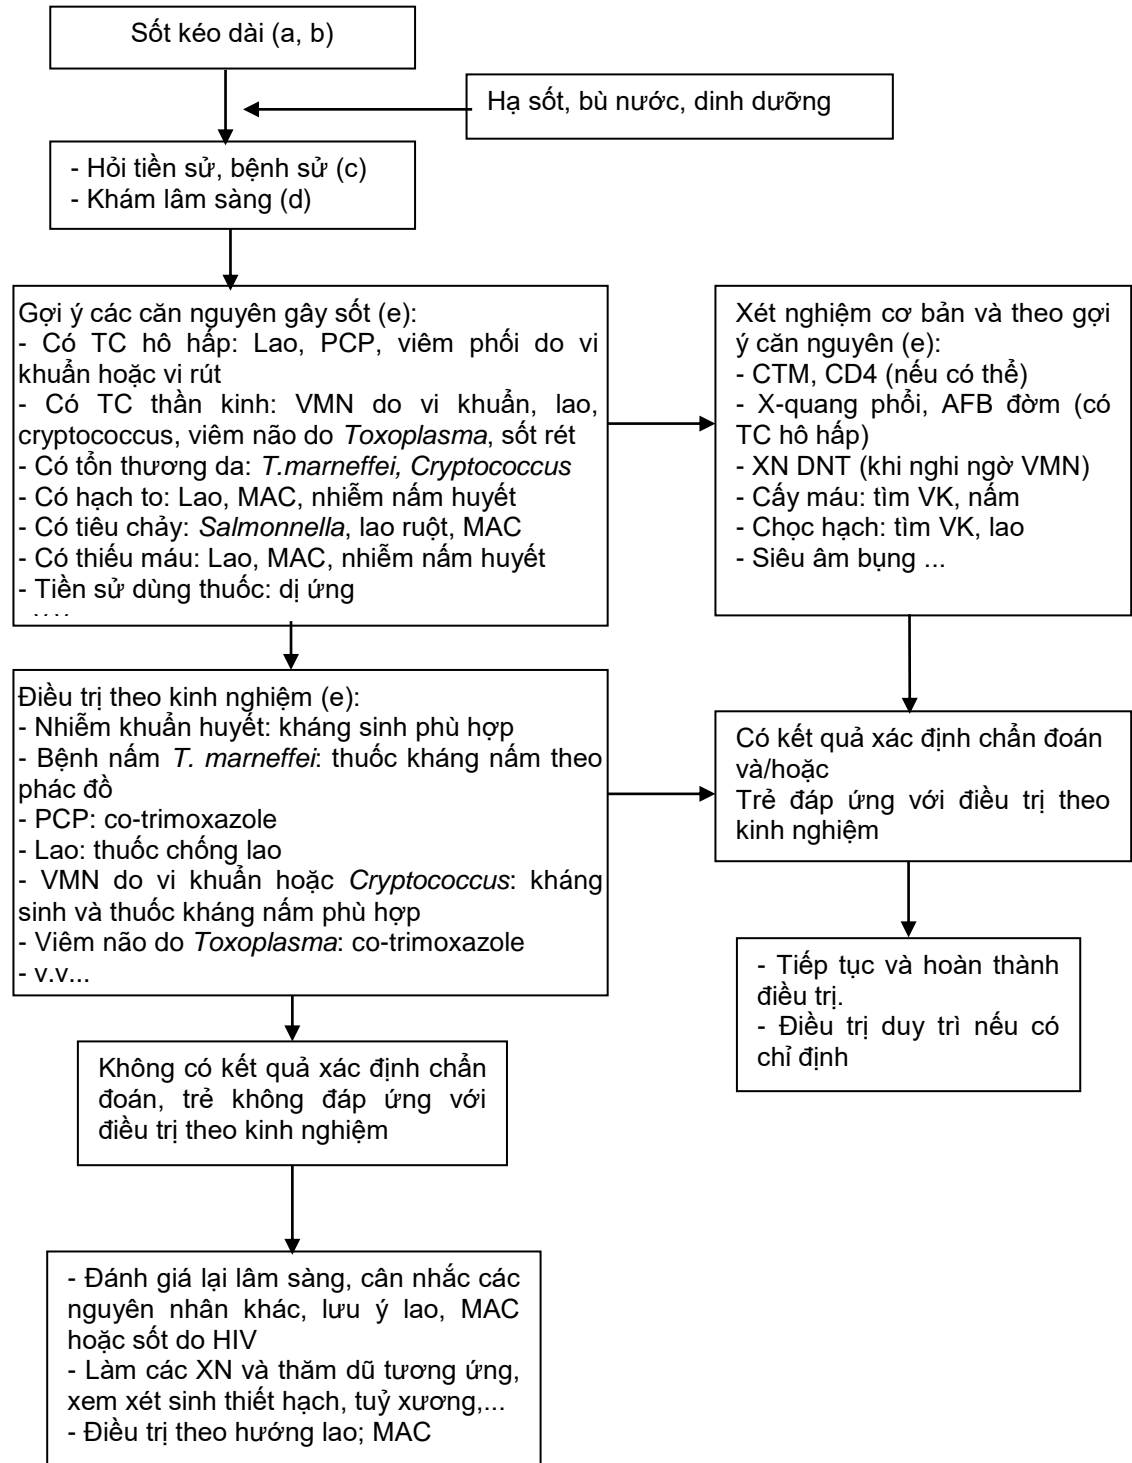 Sốt kéo dài (a, b)
Hạ sốt, bù nước, dinh dưỡng
- Hỏi tiền sử, bệnh sử (c)
- Khám lâm sàng (d)
Gợi ý các căn nguyên gây sốt (e):
- Có TC hô hấp: Lao, PCP, viêm phổi do vi
khuẩn hoặc vi rút
- Có TC thần kinh: VMN do vi khuẩn, lao,
cryptococcus, viêm não do Toxoplasma, sốt rét
- Có tổn thương da: T.marneffei, Cryptococcus
- Có hạch to: Lao, MAC, nhiễm nấm huyết
- Có tiêu chảy: Salmonnella, lao ruột, MAC
- Có thiếu máu: Lao, MAC, nhiễm nấm huyết
- Tiền sử dùng thuốc: dị ứng
Xét nghiệm cơ bản và theo gợi
ý căn nguyên (e):
- CTM, CD4 (nếu có thể)
- X-quang phổi, AFB đờm (có
TC hô hấp)
- XN DNT (khi nghi ngờ VMN)
- Cấy máu: tìm VK, nấm
- Chọc hạch: tìm VK, lao
- Siêu âm bụng ...
Điều trị theo kinh nghiệm (e):
- Nhiễm khuẩn huyết: kháng sinh phù hợp
- Bệnh nấm T. marneffei: thuốc kháng nấm theo
phác đồ
- PCP: co-trimoxazole
- Lao: thuốc chống lao
- VMN do vi khuẩn hoặc Cryptococcus: kháng
sinh và thuốc kháng nấm phù hợp
- Viêm não do Toxoplasma: co-trimoxazole
- v.v...
Có kết quả xác định chẩn đoán
và/hoặc
Trẻ đáp ứng với điều trị theo
kinh nghiệm
- Tiếp tục và hoàn thành
điều trị.
- Điều trị duy trì nếu có
chỉ định
Không có kết quả xác định chẩn
đoán, trẻ không đáp ứng với
điều trị theo kinh nghiệm
- Đánh giá lại lâm sàng, cân nhắc các
nguyên nhân khác, lưu ý lao, MAC
hoặc sốt do HIV
- Làm các XN và thăm dũ tương ứng,
xem xét sinh thiết hạch, tuỷ xương,...
- Điều trị theo hướng lao; MAC